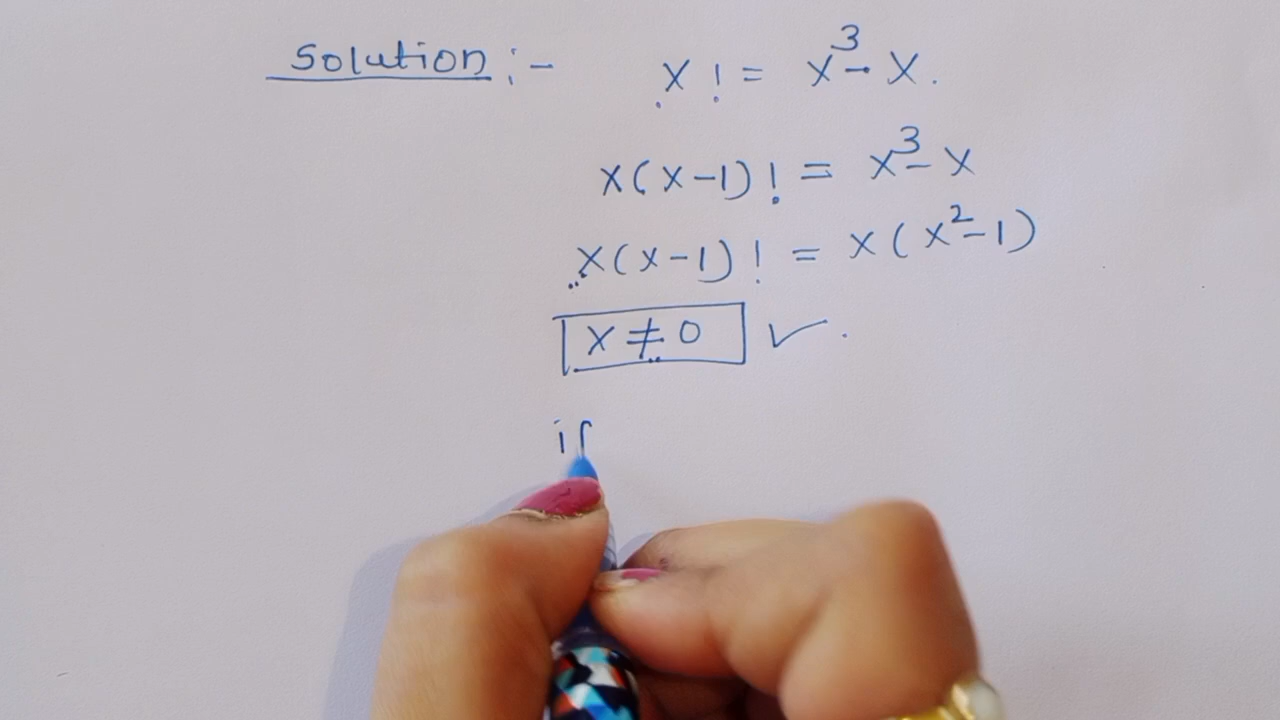 Solution :- x! = x³-x.
x(x-1)! = x³-x
x(x-1)! = x(x²-1)
x ≠ 0 ✓.
if